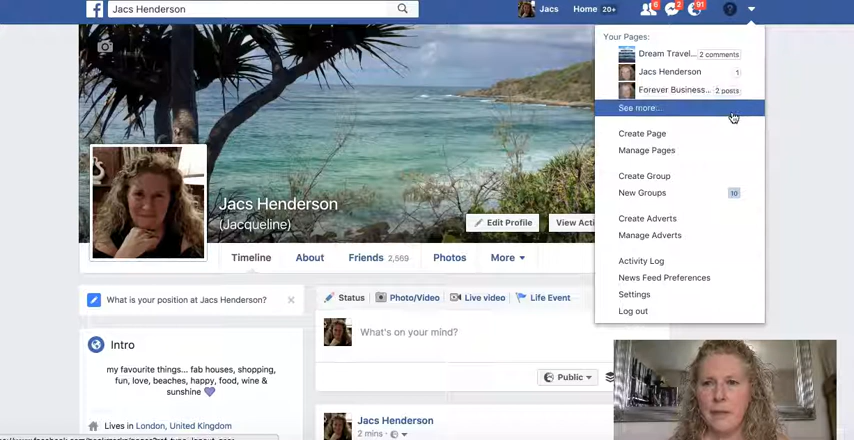 Jacs Henderson
Jacs
Home 20+
6
2
91
?
Your Pages:
Dream Travel... 2 comments
Jacs Henderson 1
Forever Business... 2 posts
See more...
Create Page
Manage Pages
Create Group
New Groups 10
Create Adverts
Manage Adverts
Activity Log
News Feed Preferences
Settings
Log out
Jacs Henderson
(Jacqueline)
Edit Profile
View Acti
Timeline
About
Friends 2,569
Photos
More
What is your position at Jacs Henderson?
Status
Photo/Video
Live video
Life Event
What's on your mind?
Public
Intro
my favourite things... fab houses, shopping,
fun, love, beaches, happy, food, wine &
sunshine 💜
Lives in London, United Kingdom
Jacs Henderson
2 mins